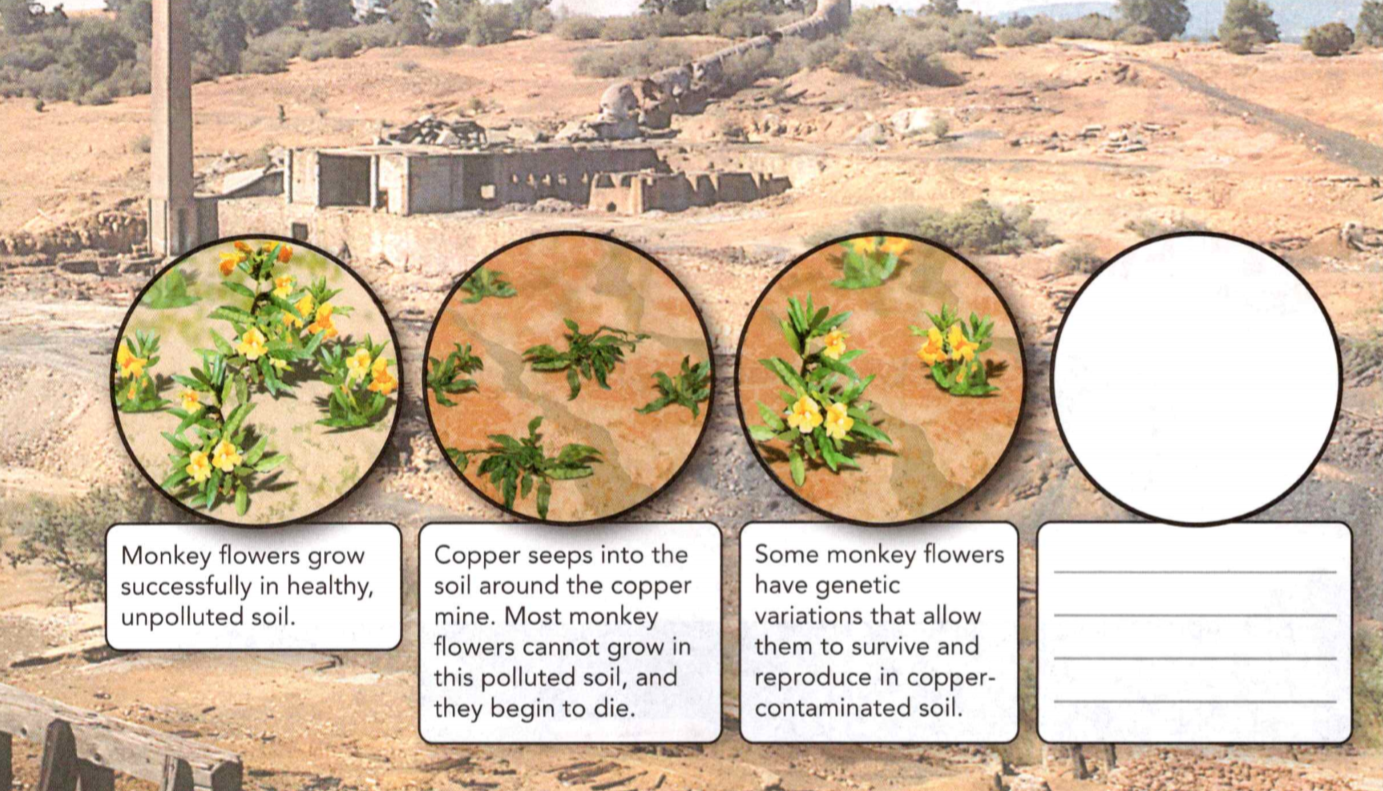 Monkey flowers grow
successfully in healthy,
unpolluted soil.
Copper seeps into the
soil around the copper
mine. Most monkey
flowers cannot grow in
this polluted soil, and
they begin to die.
Some monkey flowers
have genetic
variations that allow
them to survive and
reproduce in copper-
contaminated soil.